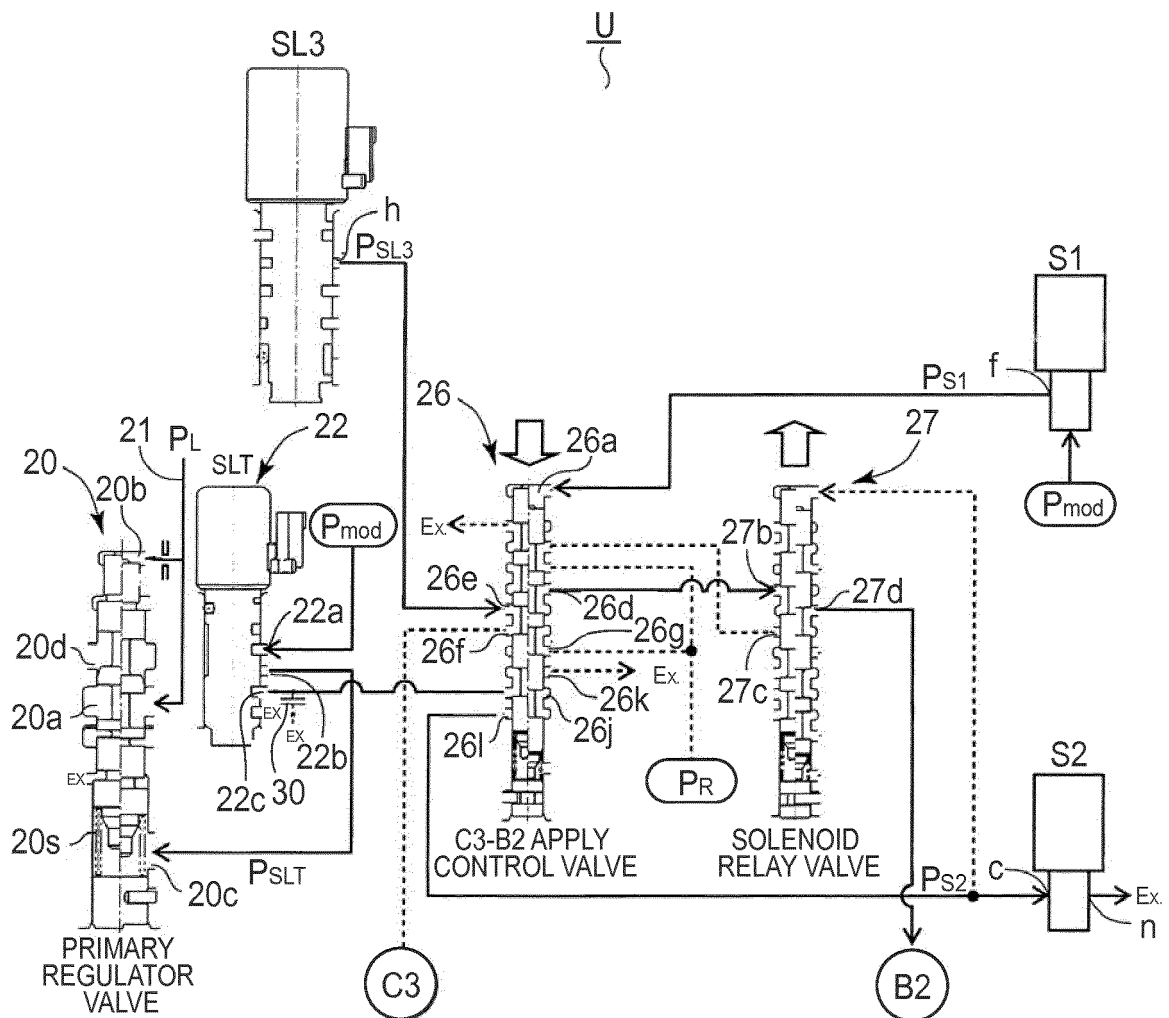 U
SL3
h
PSL3
S1
f
PS1
Pmod
26
26a
27
21
PL
22
SLT
20
20b
Pmod
Ex.
27b
26e
26d
27d
22a
26f
26g
20d
27c
26k
Ex.
20a
EX
EX
22b
26l
26j
22c
30
PR
S2
EX
20s
PSLT
20c
C3-B2 APPLY
CONTROL VALVE
SOLENOID
RELAY VALVE
PS2
c
Ex.
n
PRIMARY
REGULATOR
VALVE
C3
B2